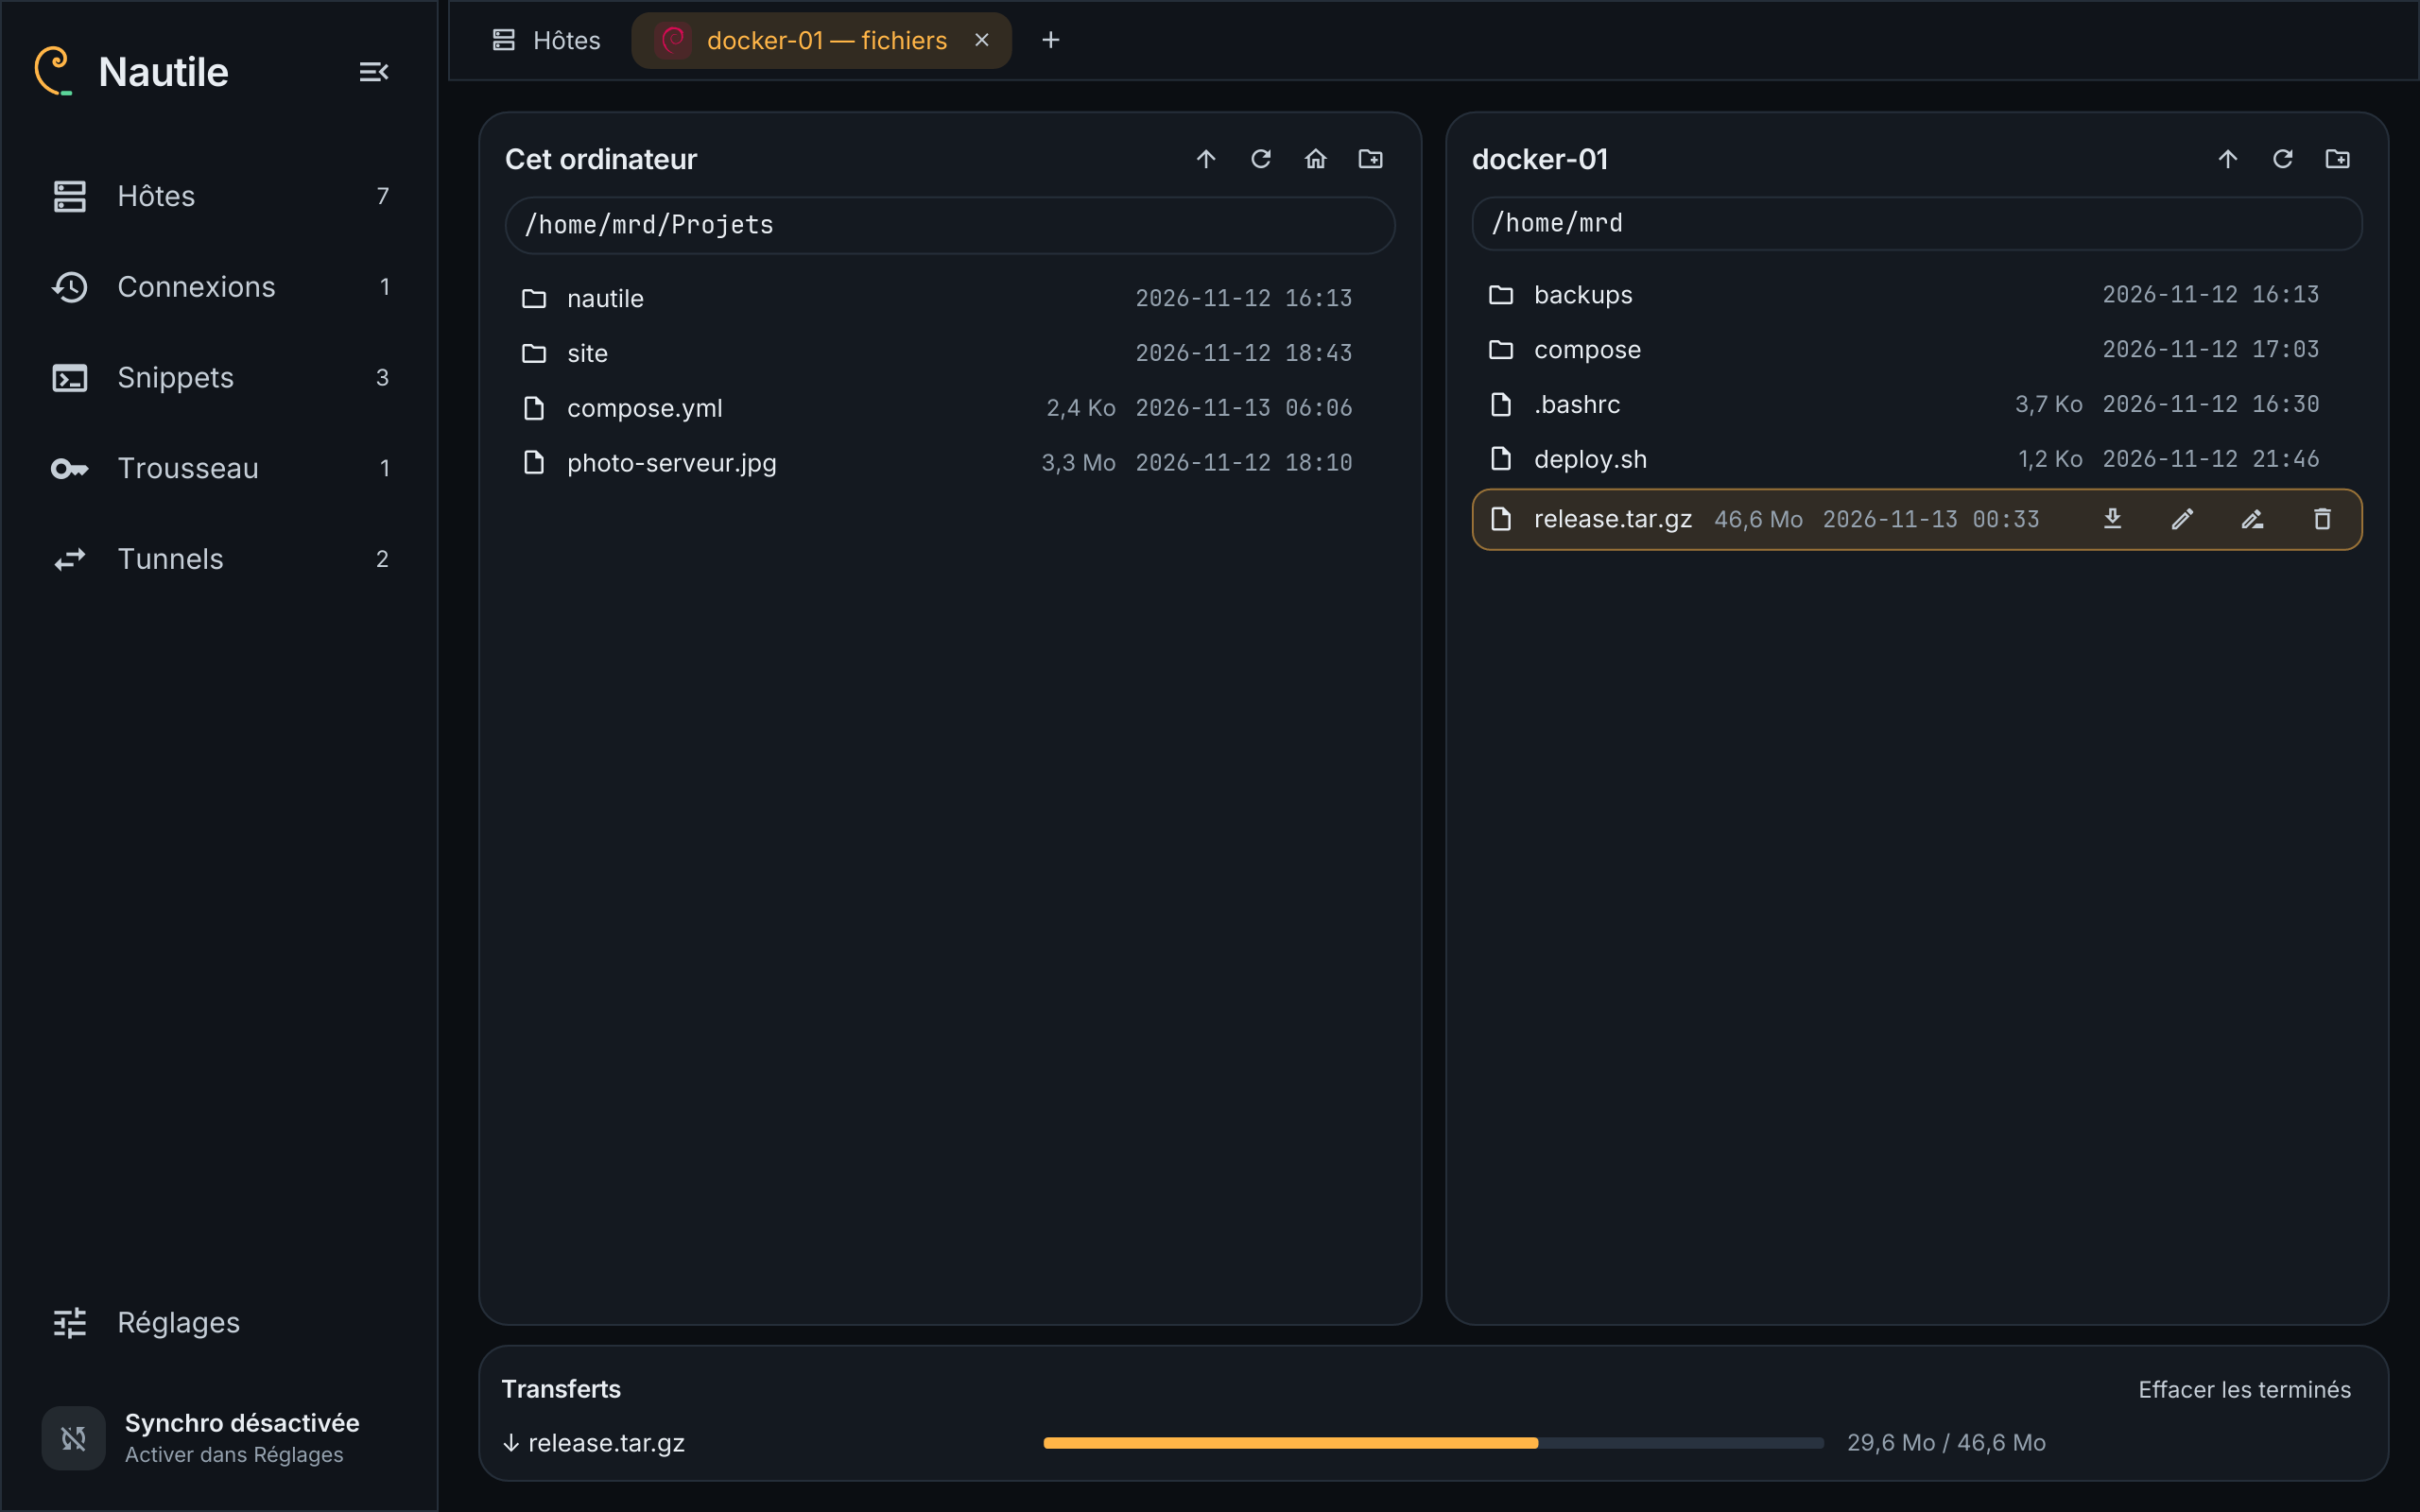 Nautile
Hôtes 7
Connexions 1
Snippets 3
Trousseau 1
Tunnels 2
Réglages
Synchro désactivée
Activer dans Réglages
Hôtes
docker-01 — fichiers
Cet ordinateur
/home/mrd/Projets
nautile 2026-11-12 16:13
site 2026-11-12 18:43
compose.yml 2,4 Ko 2026-11-13 06:06
photo-serveur.jpg 3,3 Mo 2026-11-12 18:10
docker-01
/home/mrd
backups 2026-11-12 16:13
compose 2026-11-12 17:03
.bashrc 3,7 Ko 2026-11-12 16:30
deploy.sh 1,2 Ko 2026-11-12 21:46
release.tar.gz 46,6 Mo 2026-11-13 00:33
Transferts
Effacer les terminés
↓ release.tar.gz 29,6 Mo / 46,6 Mo